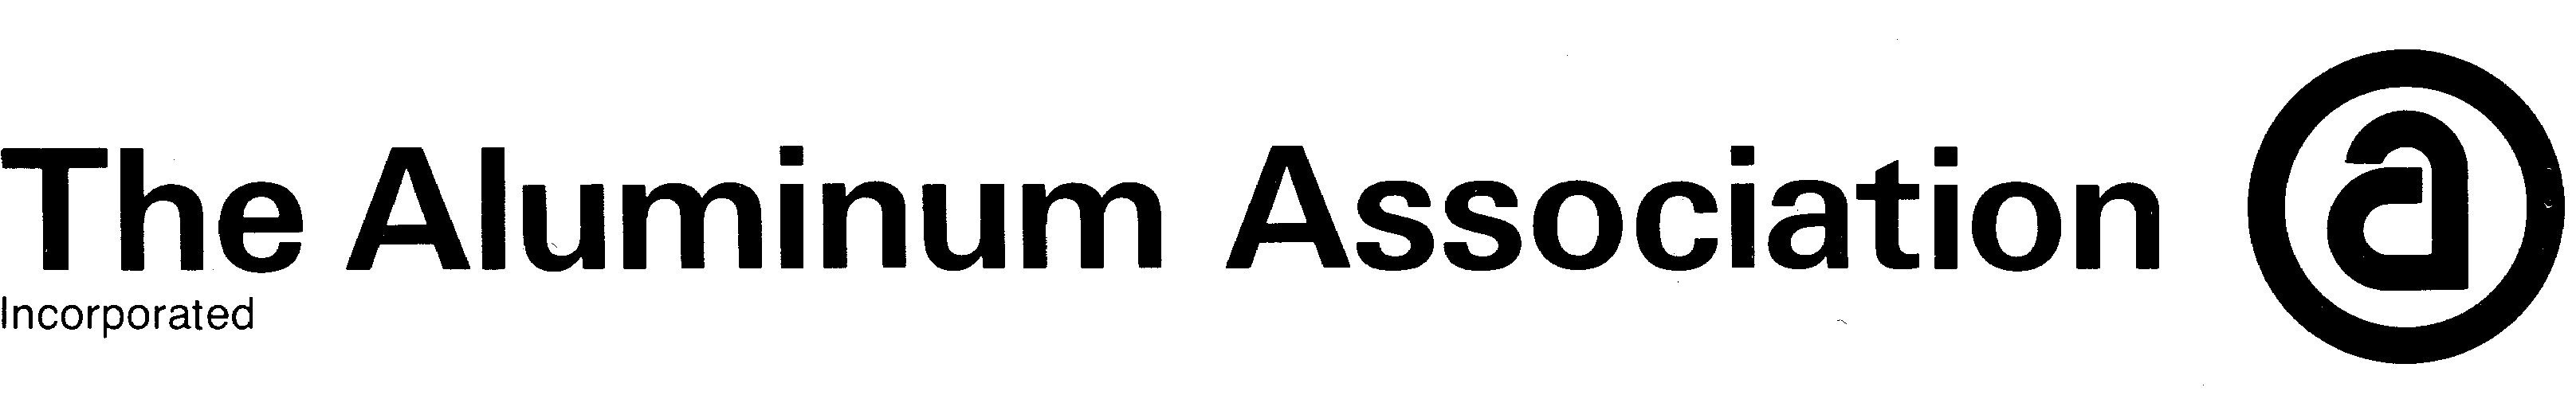 The Aluminum Association
Incorporated
a